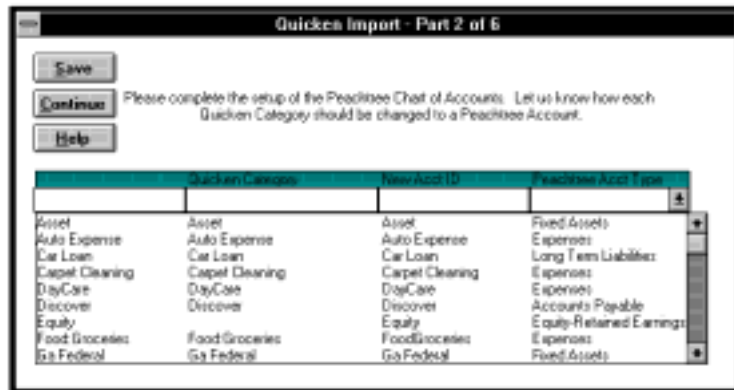 Quicken Import - Part 2 of 6
Save
Continue
Help
Please complete the setup of the Peachtree Chart of Accounts. Let us know how each
Quicken Category should be changed to a Peachtree Account.
Quicken Category New Acct ID Peachtree Acct Type
Asset Asset Asset Fixed Assets
Auto Expense Auto Expense Auto Expense Expenses
Car Loan Car Loan Car Loan Long Term Liabilities
Carpet Cleaning Carpet Cleaning Carpet Cleaning Expenses
DayCare DayCare DayCare Expenses
Discover Discover Discover Accounts Payable
Equity Equity Equity-Retained Earnings
Food:Groceries Food:Groceries FoodGroceries Expenses
Ga Federal Ga Federal Ga Federal Fixed Assets